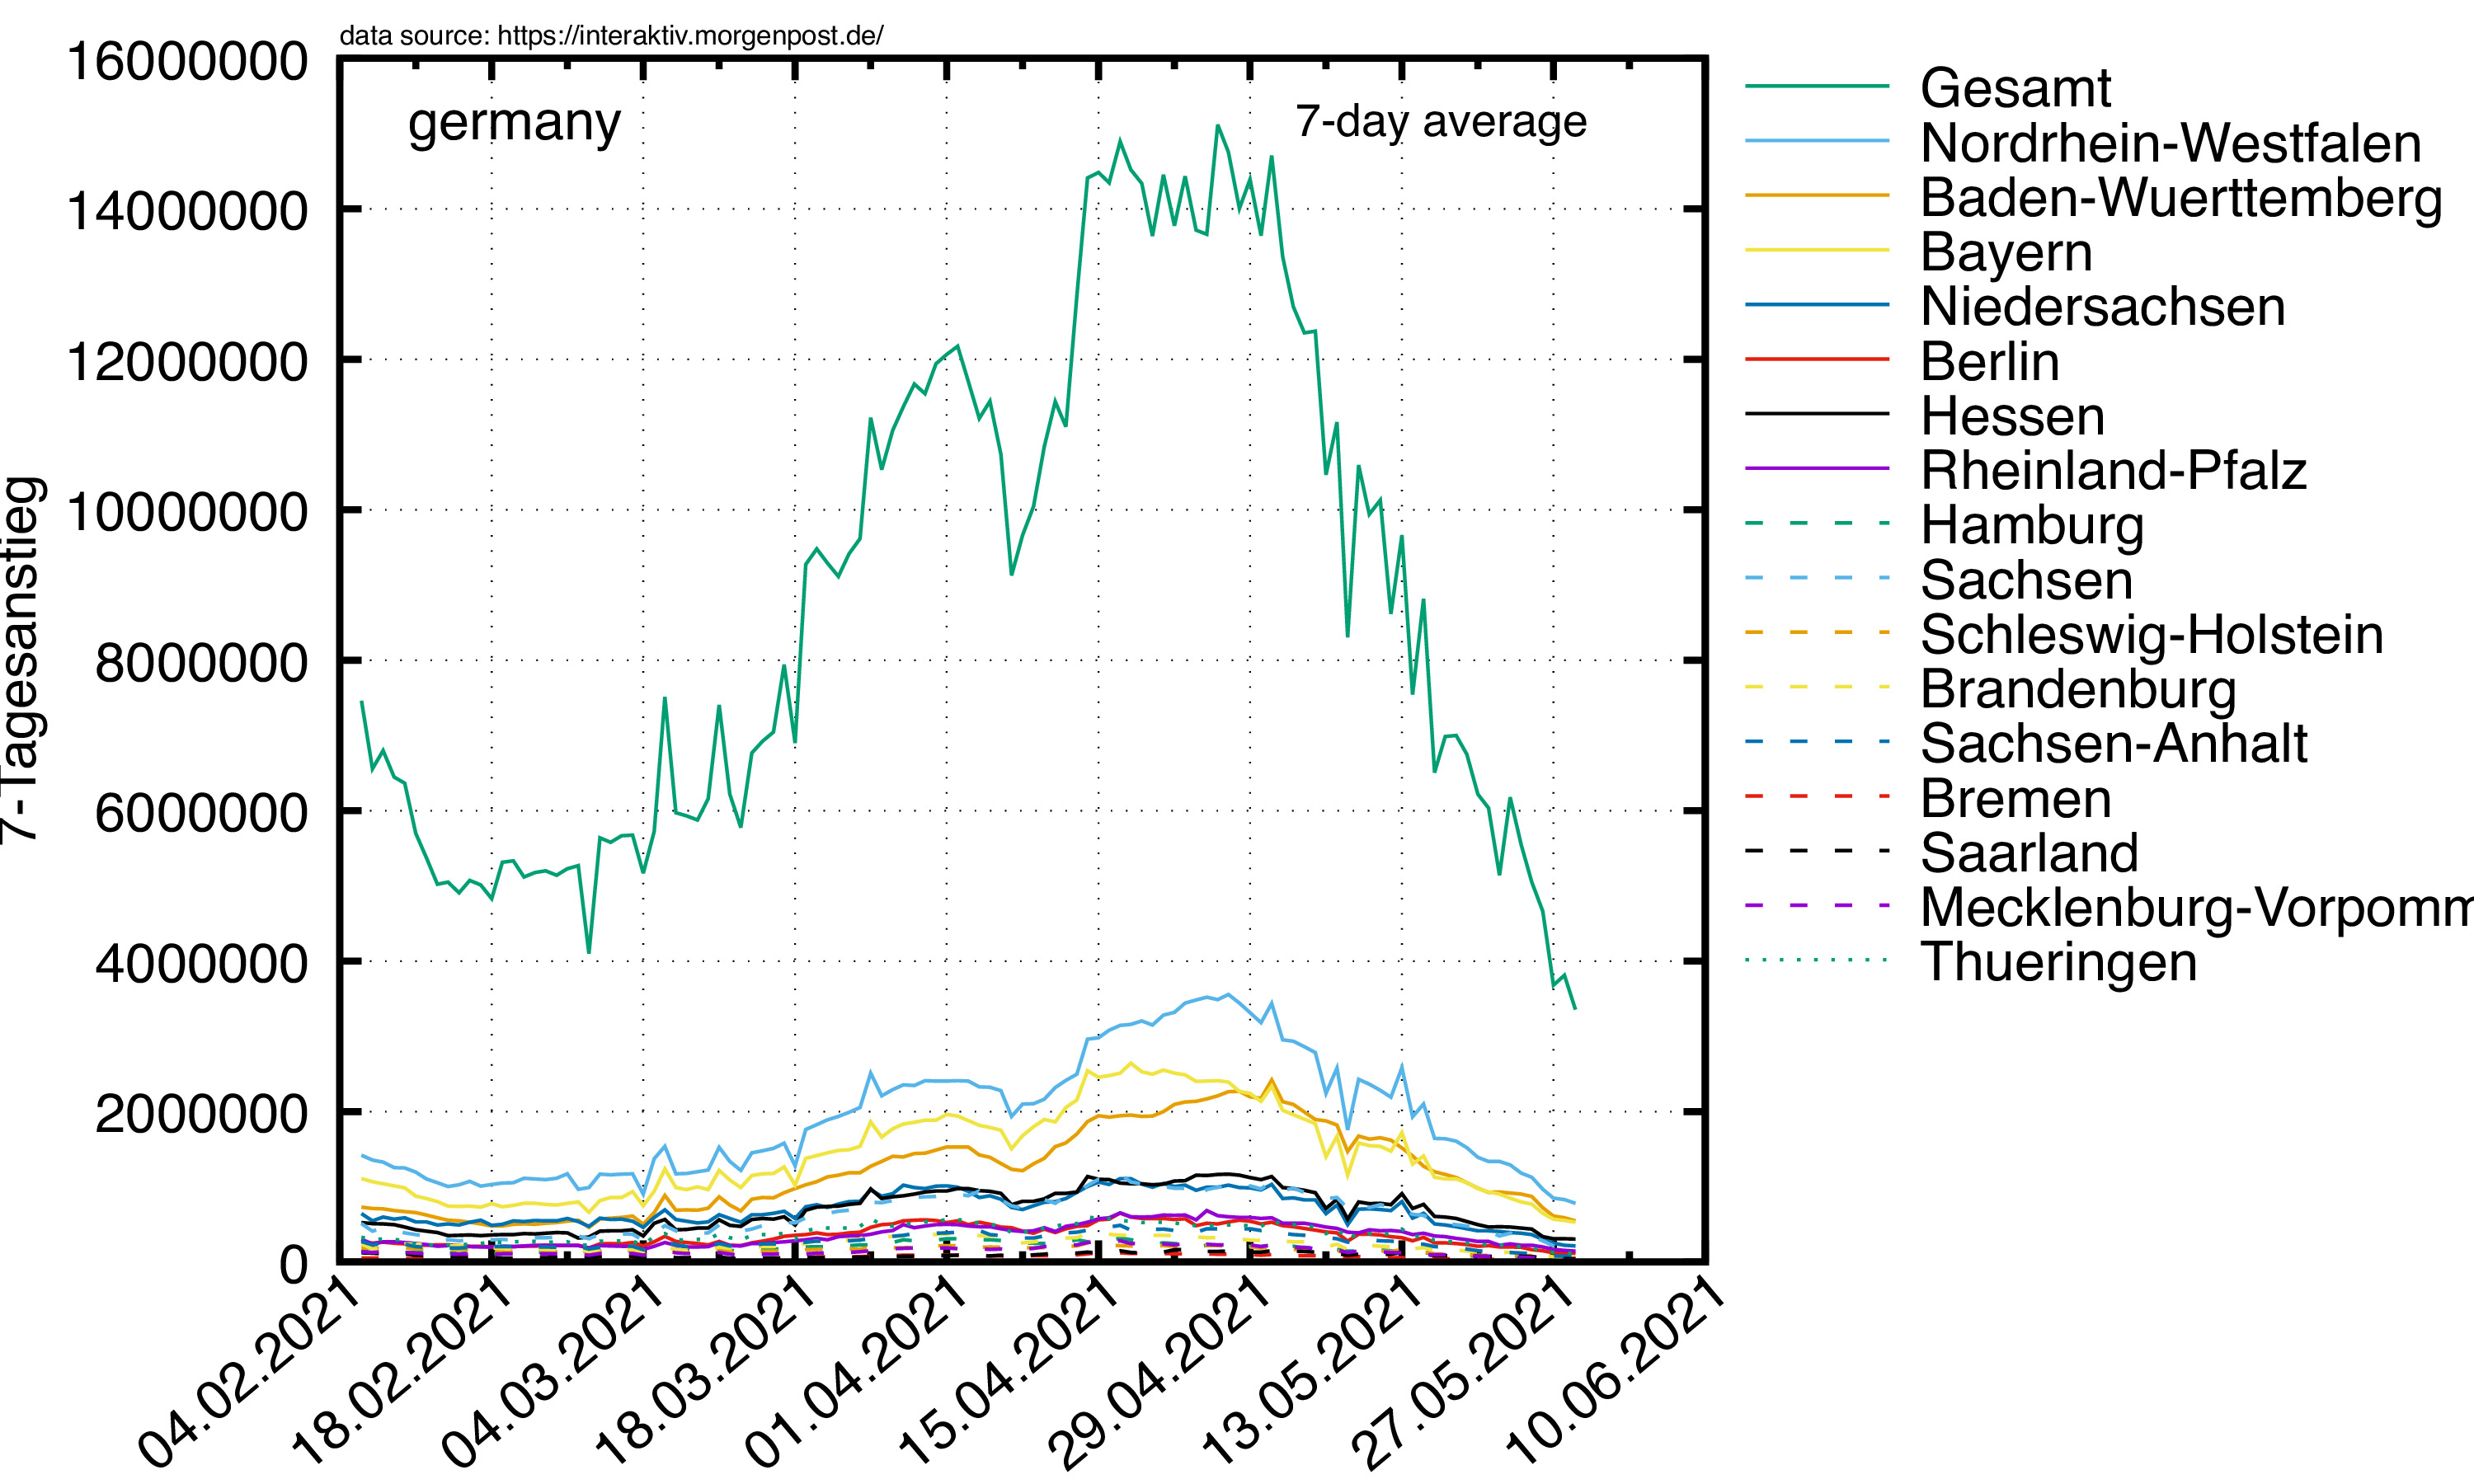 data source: https://interaktiv.morgenpost.de/
germany
7-day average
7-Tagesanstieg
16000000
14000000
12000000
10000000
8000000
6000000
4000000
2000000
0
04.02.2021
18.02.2021
04.03.2021
18.03.2021
01.04.2021
15.04.2021
29.04.2021
13.05.2021
27.05.2021
10.06.2021
Gesamt
Nordrhein-Westfalen
Baden-Wuerttemberg
Bayern
Niedersachsen
Berlin
Hessen
Rheinland-Pfalz
Hamburg
Sachsen
Schleswig-Holstein
Brandenburg
Sachsen-Anhalt
Bremen
Saarland
Mecklenburg-Vorpomm
Thueringen